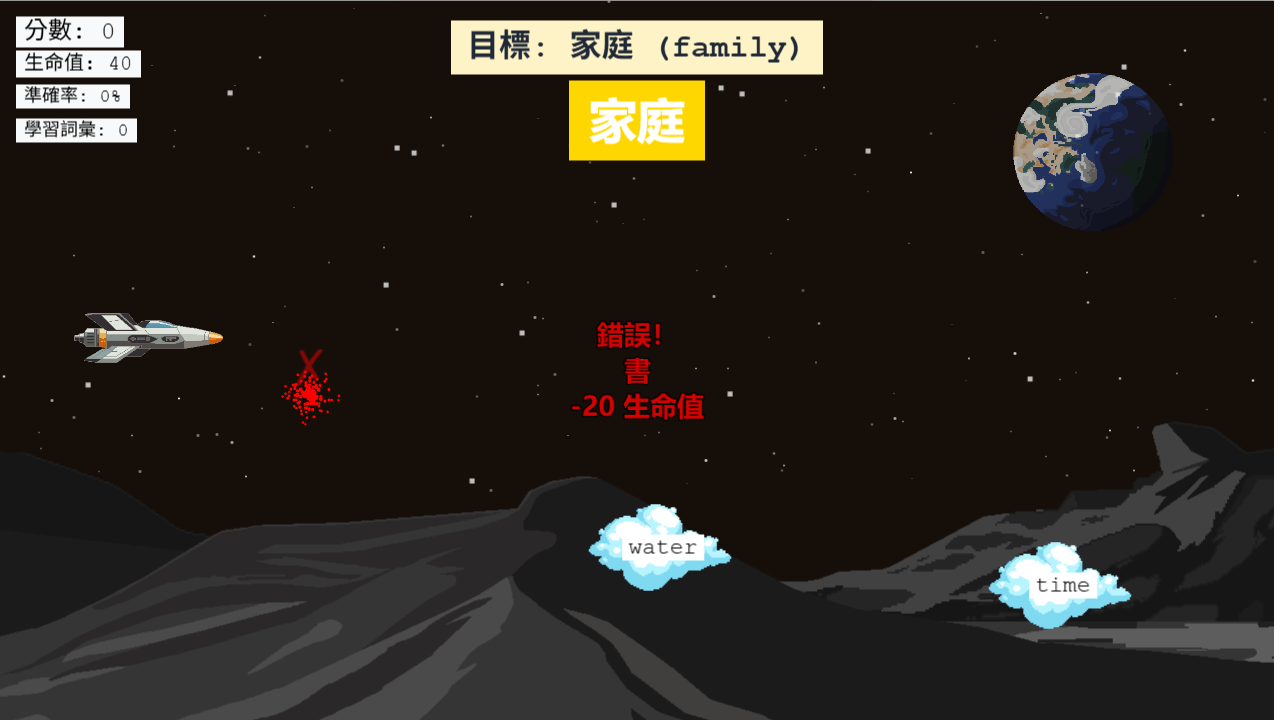 分數: 0
生命值: 40
準確率: 0%
學習詞彙: 0
目標: 家庭 (family)
家庭
X
錯誤!
書
-20 生命值
water
time